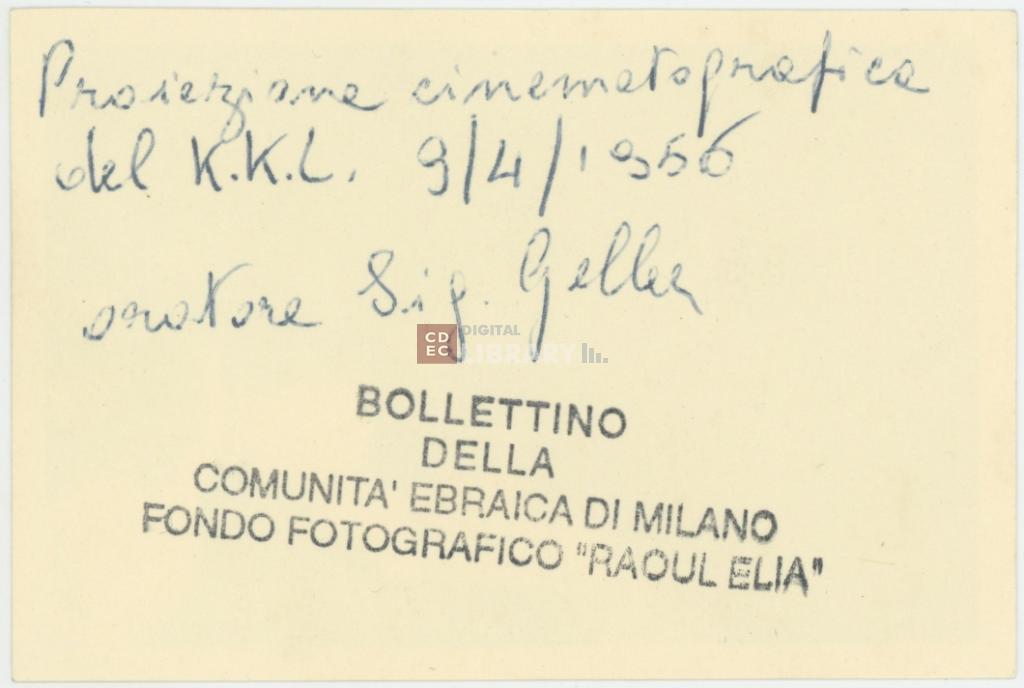 Proiezione cinematografica
del K.K.L. 9/4/1956
oratore Sig.
CDEC DIGITAL LIBRARY
BOLLETTINO
DELLA
COMUNITA' EBRAICA DI MILANO
FONDO FOTOGRAFICO "RAOUL ELIA"